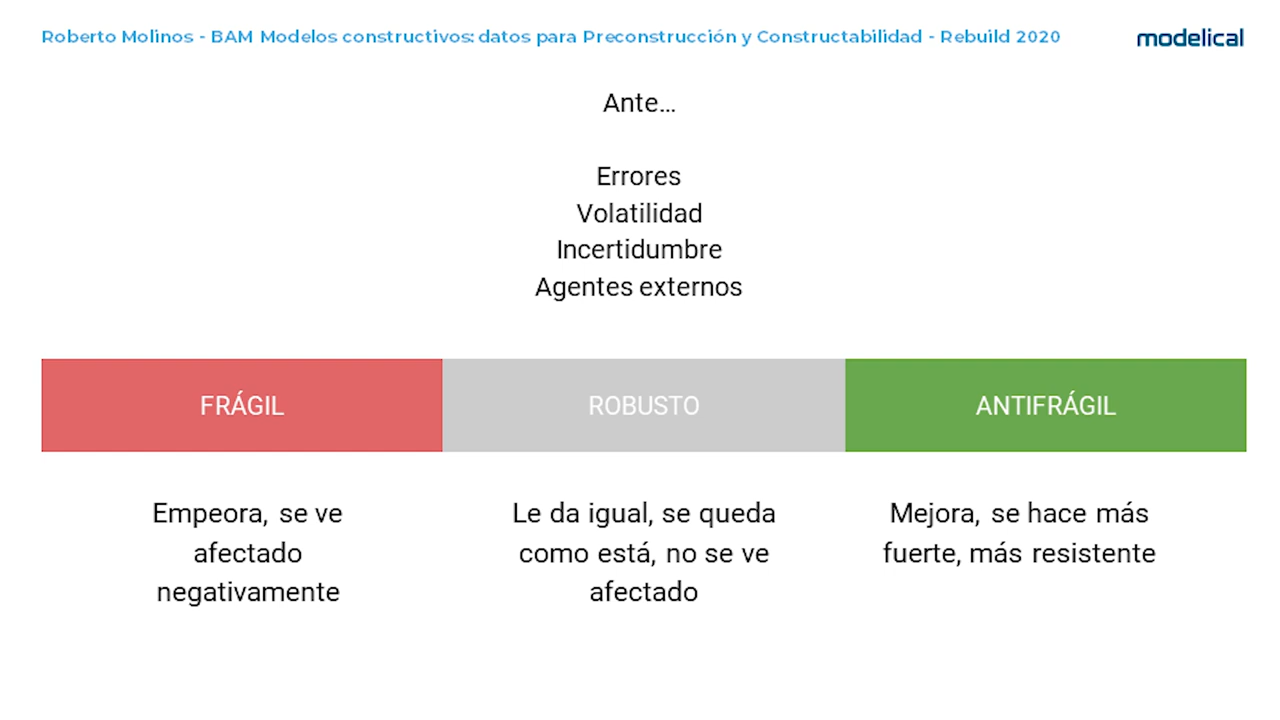 Roberto Molinos - BAM Modelos constructivos: datos para Preconstrucción y Constructabilidad - Rebuild 2020
modelical
Ante...
Errores
Volatilidad
Incertidumbre
Agentes externos
FRÁGIL
ROBUSTO
ANTIFRÁGIL
Empeora, se ve
afectado
negativamente
Le da igual, se queda
como está, no se ve
afectado
Mejora, se hace más
fuerte, más resistente